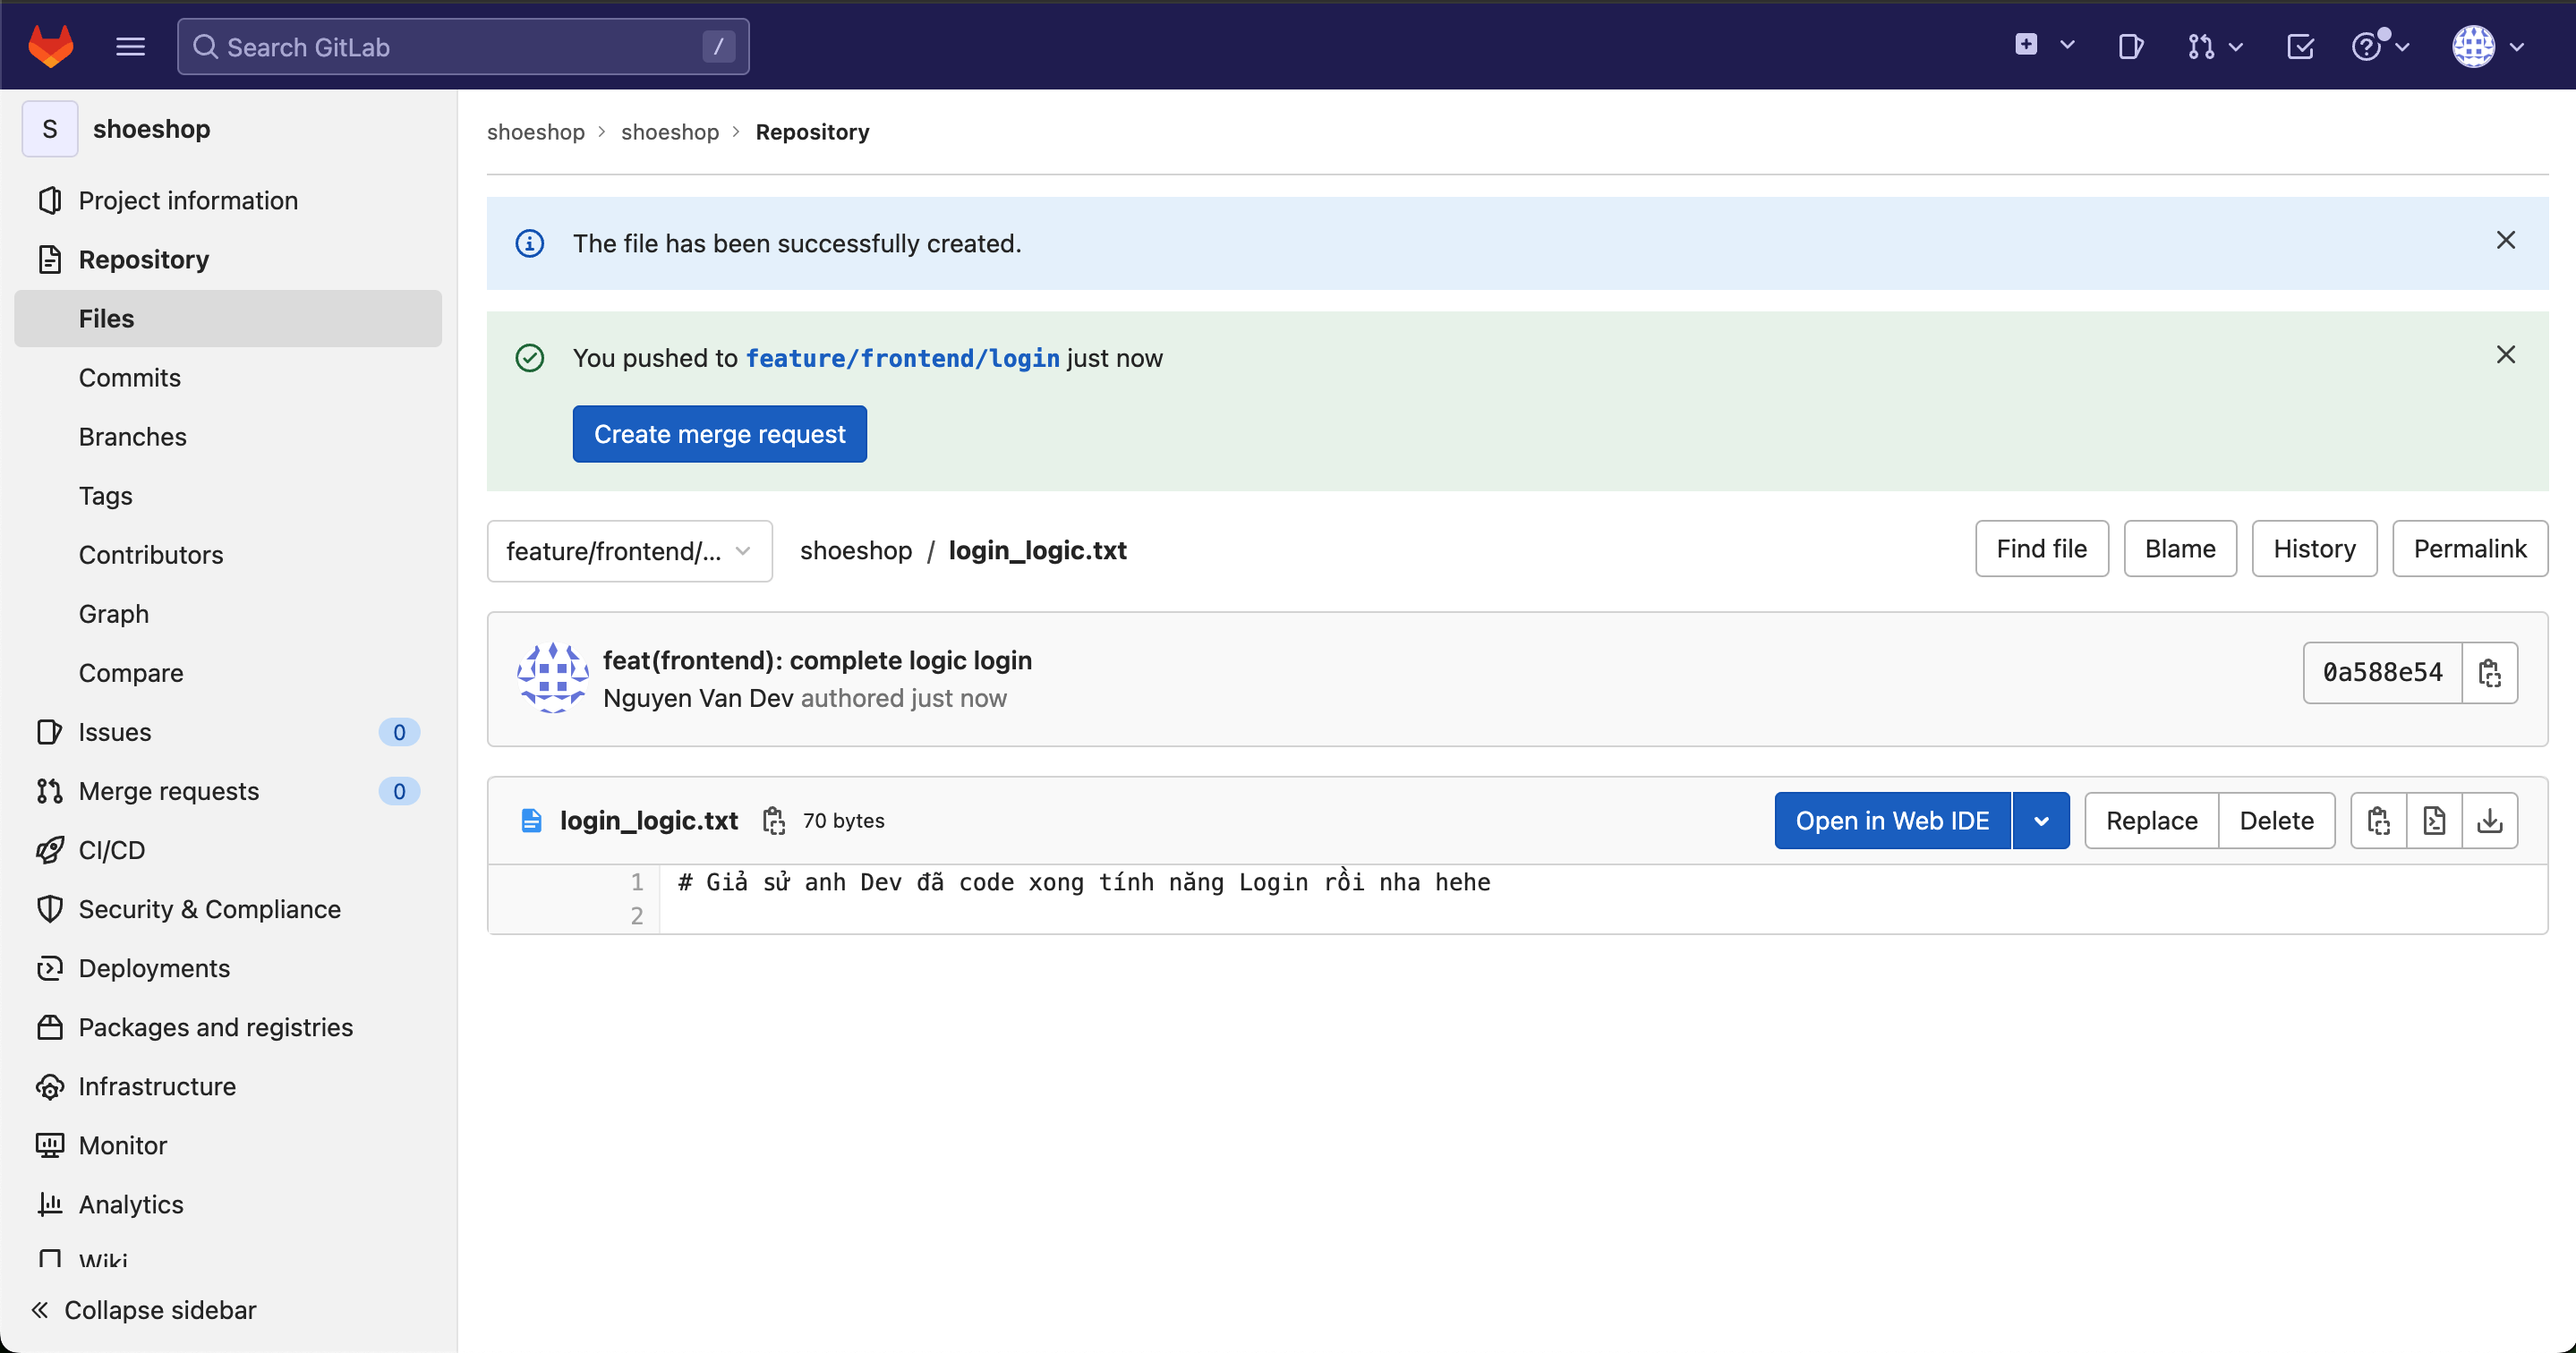 Search GitLab /
S shoeshop
Project information
Repository
Files
Commits
Branches
Tags
Contributors
Graph
Compare
Issues 0
Merge requests 0
CI/CD
Security & Compliance
Deployments
Packages and registries
Infrastructure
Monitor
Analytics
Wiki
Collapse sidebar
shoeshop > shoeshop > Repository
The file has been successfully created.
You pushed to feature/frontend/login just now
Create merge request
feature/frontend/... shoeshop / login_logic.txt Find file Blame History Permalink
feat(frontend): complete logic login
Nguyen Van Dev authored just now
0a588e54
login_logic.txt 70 bytes Open in Web IDE Replace Delete
1 # Giả sử anh Dev đã code xong tính năng Login rồi nha hehe
2